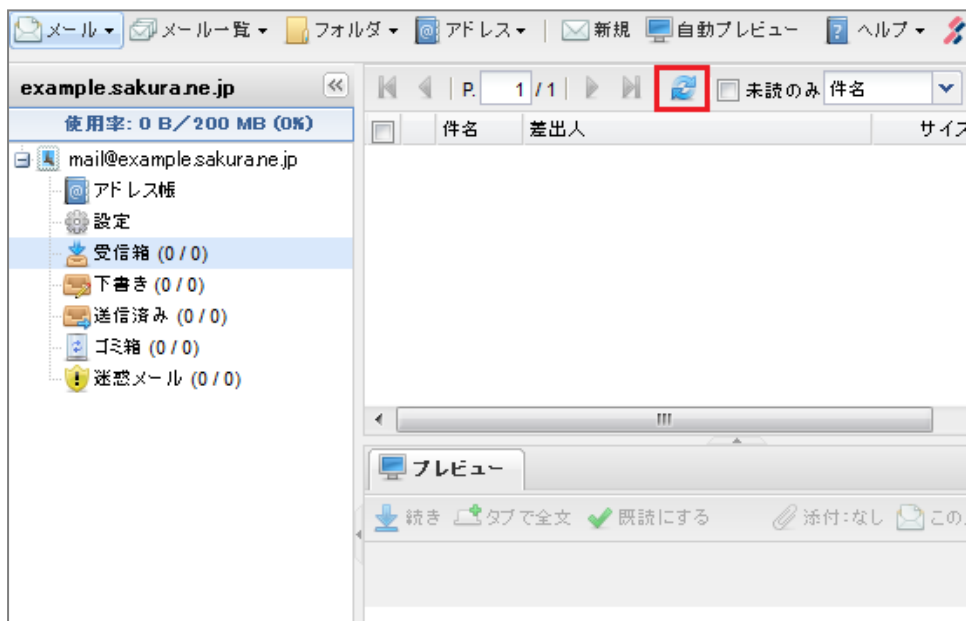 メール メール一覧 フォルダ アドレス 新規 自動プレビュー ヘルプ
example.sakura.ne.jp
P. 1 / 1 未読のみ 件名
使用率: 0 B/200 MB (0%)
件名 差出人 サイズ
mail@example.sakura.ne.jp
アドレス帳
設定
受信箱 (0 / 0)
下書き (0 / 0)
送信済み (0 / 0)
ゴミ箱 (0 / 0)
迷惑メール (0 / 0)
プレビュー
続き タブで全文 既読にする 添付:なし この